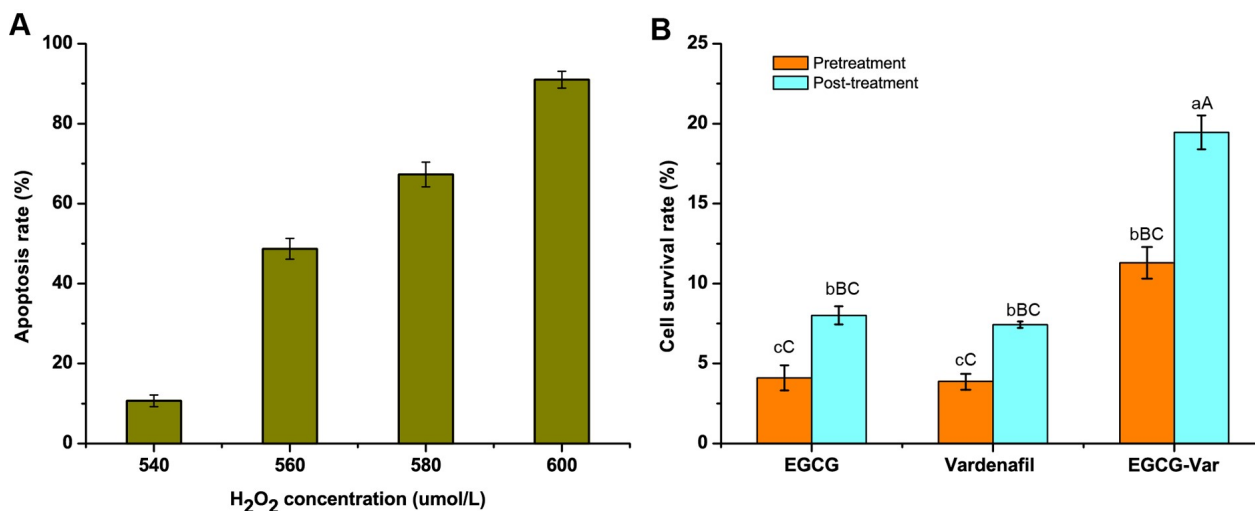 A
100
80
60
40
20
0
Apoptosis rate (%)
540 560 580 600
H₂O₂ concentration (umol/L)
B
25
20
15
10
5
0
Cell survival rate (%)
Pretreatment
Post-treatment
cC
bBC
cC
bBC
bBC
aA
EGCG Vardenafil EGCG-Var